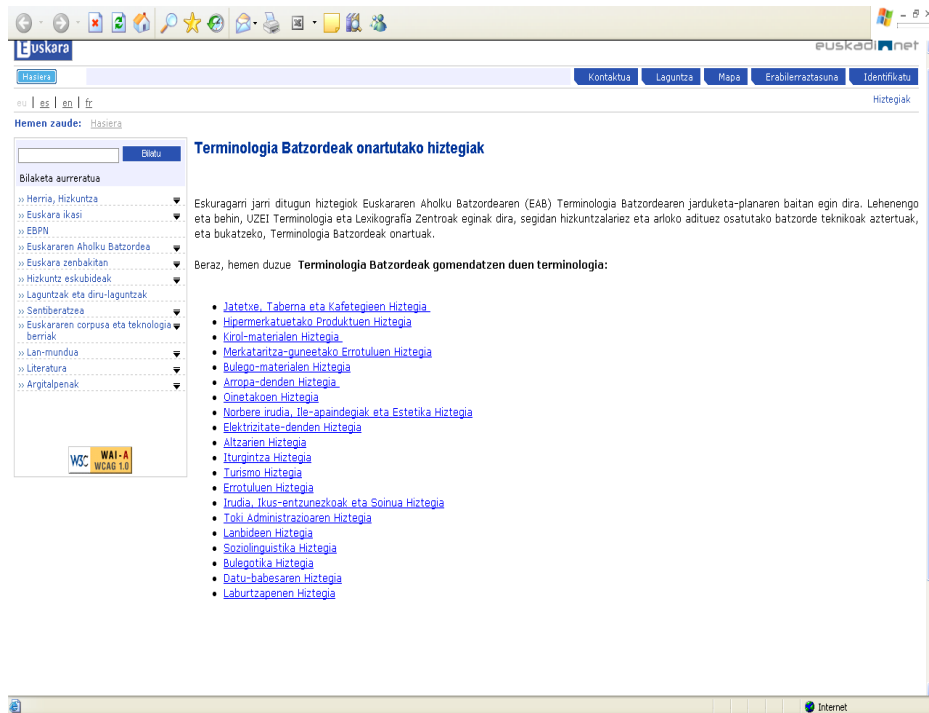 Euskara
euskadi.net
Hasiera
Kontaktua Laguntza Mapa Erabilerraztasuna Identifikatu
eu | es | en | fr
Hiztegiak
Hemen zaude: Hasiera
Bilatu
Bilaketa aurreratua
» Herria, Hizkuntza
» Euskara ikasi
» EBPN
» Euskararen Aholku Batzordea
» Euskara zenbakitan
» Hizkuntz eskubideak
» Laguntzak eta diru-laguntzak
» Sentiberatzea
» Euskararen corpusa eta teknologia
berriak
» Lan-mundua
» Literatura
» Argitalpenak
W3C WAI-A
WCAG 1.0
Terminologia Batzordeak onartutako hiztegiak
Eskuragarri jarri ditugun hiztegiok Euskararen Aholku Batzordearen (EAB) Terminologia Batzordearen jarduketa-planaren baitan egin dira. Lehenengo
eta behin, UZEI Terminologia eta Lexikografía Zentroak eginak dira, segidan hizkuntzalariez eta arloko adituez osatutako batzorde teknikoak aztertuak,
eta bukatzeko, Terminologia Batzordeak onartuak.
Beraz, hemen duzue Terminologia Batzordeak gomendatzen duen terminologia:
• Jatetxe, Taberna eta Kafetegieen Hiztegia
• Hipermerkatuetako Produktuen Hiztegia
• Kirol-materialen Hiztegia
• Merkataritza-guneetako Errotuluen Hiztegia
• Bulego-materialen Hiztegia
• Arropa-denden Hiztegia
• Oinetakoen Hiztegia
• Norbere irudia, Ile-apaindegiak eta Estetika Hiztegia
• Elektrizitate-denden Hiztegia
• Altzarien Hiztegia
• Iturgintza Hiztegia
• Turismo Hiztegia
• Errotuluen Hiztegia
• Irudia, Ikus-entzunezkoak eta Soinua Hiztegia
• Toki Administrazioaren Hiztegia
• Lanbideen Hiztegia
• Soziolinguistika Hiztegia
• Bulegotika Hiztegia
• Datu-babesaren Hiztegia
• Laburtzapenen Hiztegia
Internet